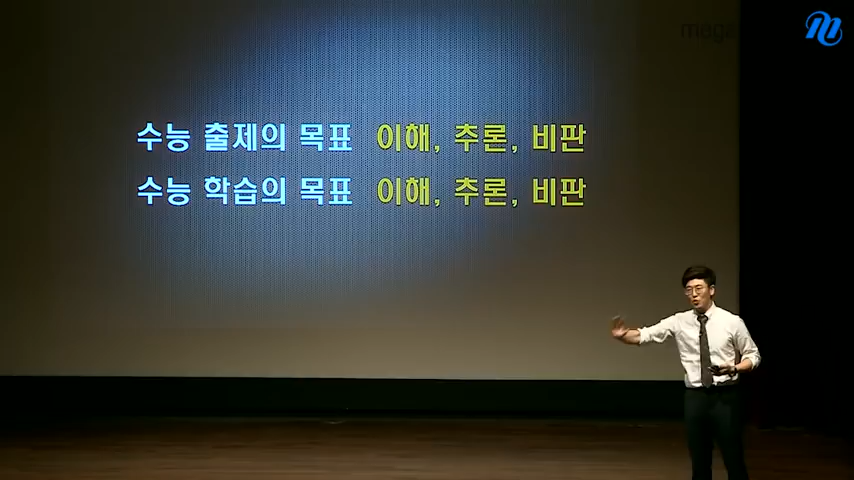 mega
수능 출제의 목표 이해, 추론, 비판
수능 학습의 목표 이해, 추론, 비판